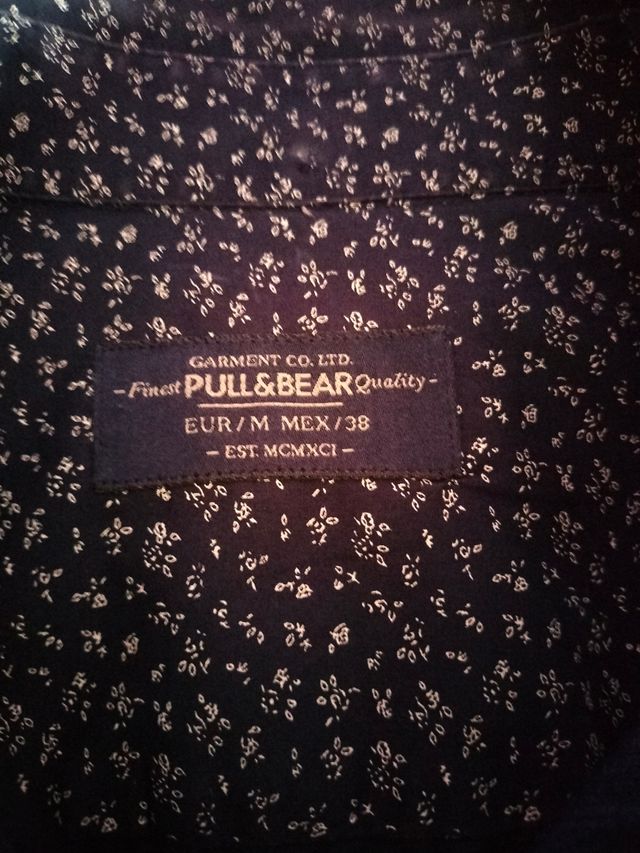 GARMENT CO. LTD.
- Finest PULL&BEAR Quality -
EUR/M MEX/38
- EST. MCMXCI -